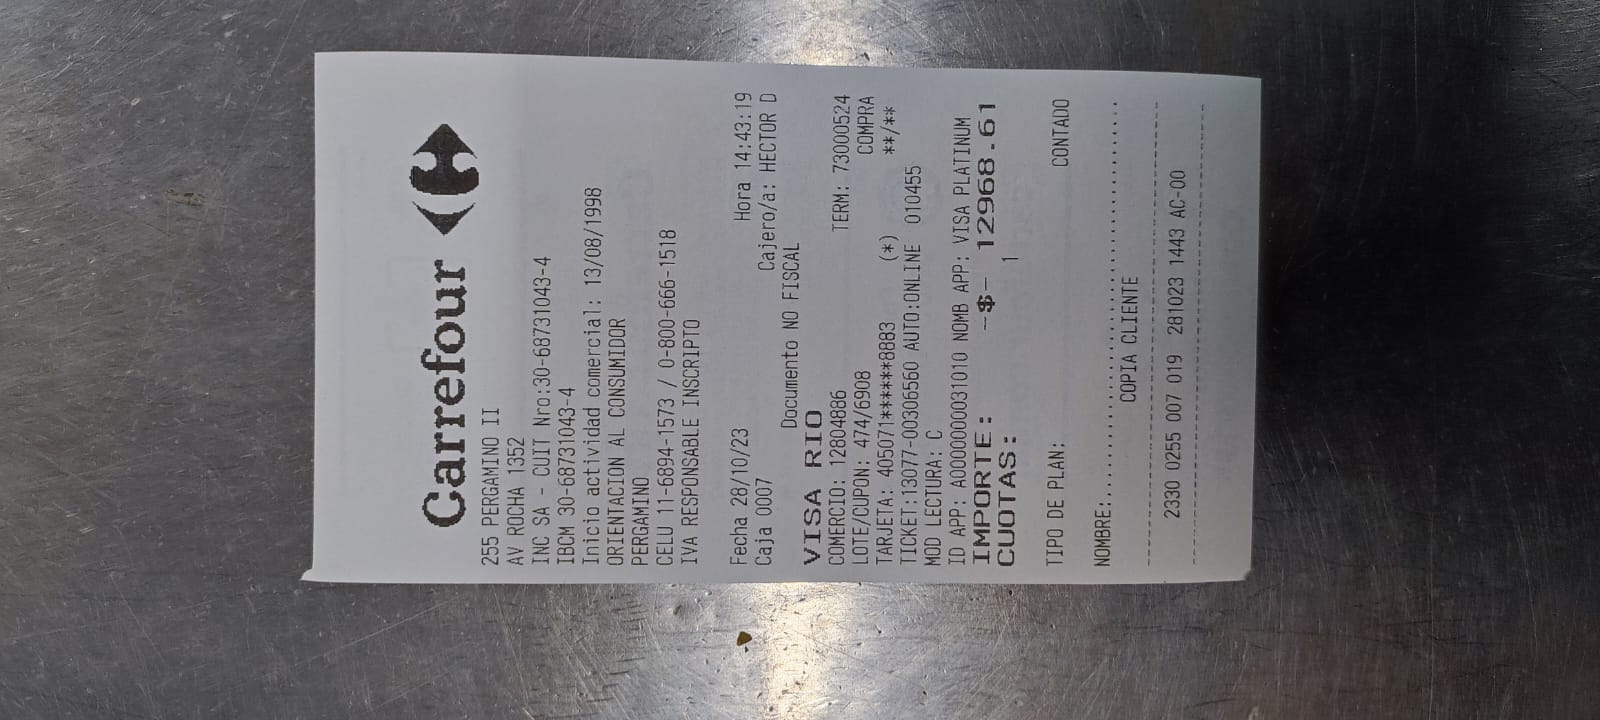 Carrefour
255 PERGAMINO II
AV ROCHA 1352
INC SA - CUIT Nro:30-68731043-4
IBCM 30-68731043-4
Inicio actividad comercial: 13/08/1998
ORIENTACION AL CONSUMIDOR
PERGAMINO
CELU 11-6894-1573 / 0-800-666-1518
IVA RESPONSABLE INSCRIPTO
Fecha 28/10/23 Hora 14:43:19
Caja 0007 Cajero/a: HECTOR D
Documento NO FISCAL
VISA RIO
COMERCIO: 12804886 TERM: 73000524
LOTE/CUPON: 474/6908 COMPRA
TARJETA: 405071******8883 (*) **/**
TICKET:13077-00306560 AUTO:ONLINE 010455
MOD LECTURA: C
ID APP: A0000000031010 NOMB APP: VISA PLATINUM
IMPORTE: -$- 12968.61
CUOTAS: 1
TIPO DE PLAN: CONTADO
NOMBRE:..............................................
COPIA CLIENTE
2330 0255 007 019 281023 1443 AC-00